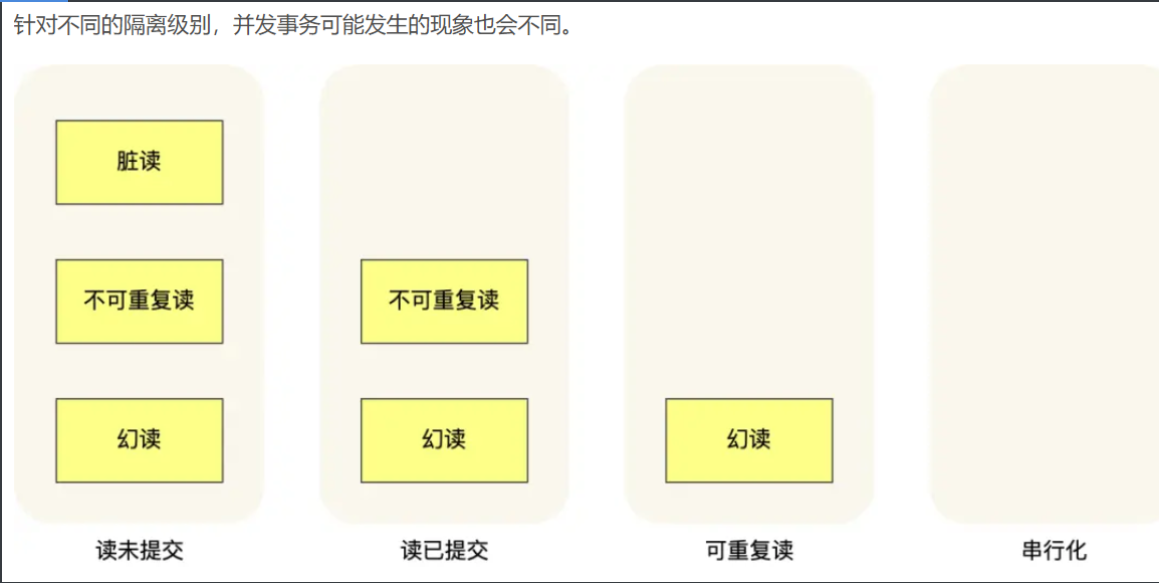 针对不同的隔离级别，并发事务可能发生的现象也会不同。
脏读
不可重复读
不可重复读
幻读
幻读
幻读
读未提交
读已提交
可重复读
串行化